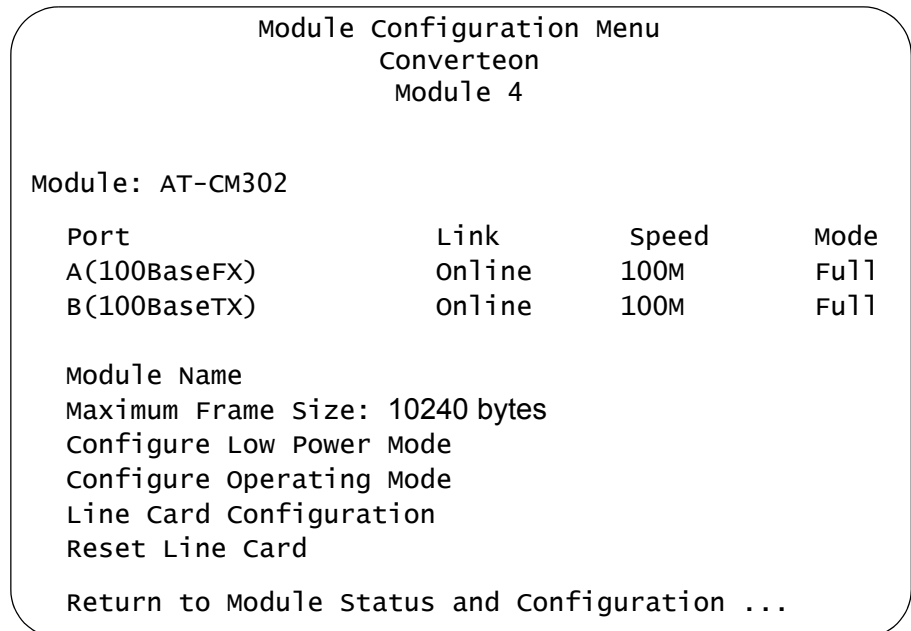 Module Configuration Menu
Converteon
Module 4
Module: AT-CM302
Port Link Speed Mode
A(100BaseFX) Online 100M Full
B(100BaseTX) Online 100M Full
Module Name
Maximum Frame Size: 10240 bytes
Configure Low Power Mode
Configure Operating Mode
Line Card Configuration
Reset Line Card
Return to Module Status and Configuration ...